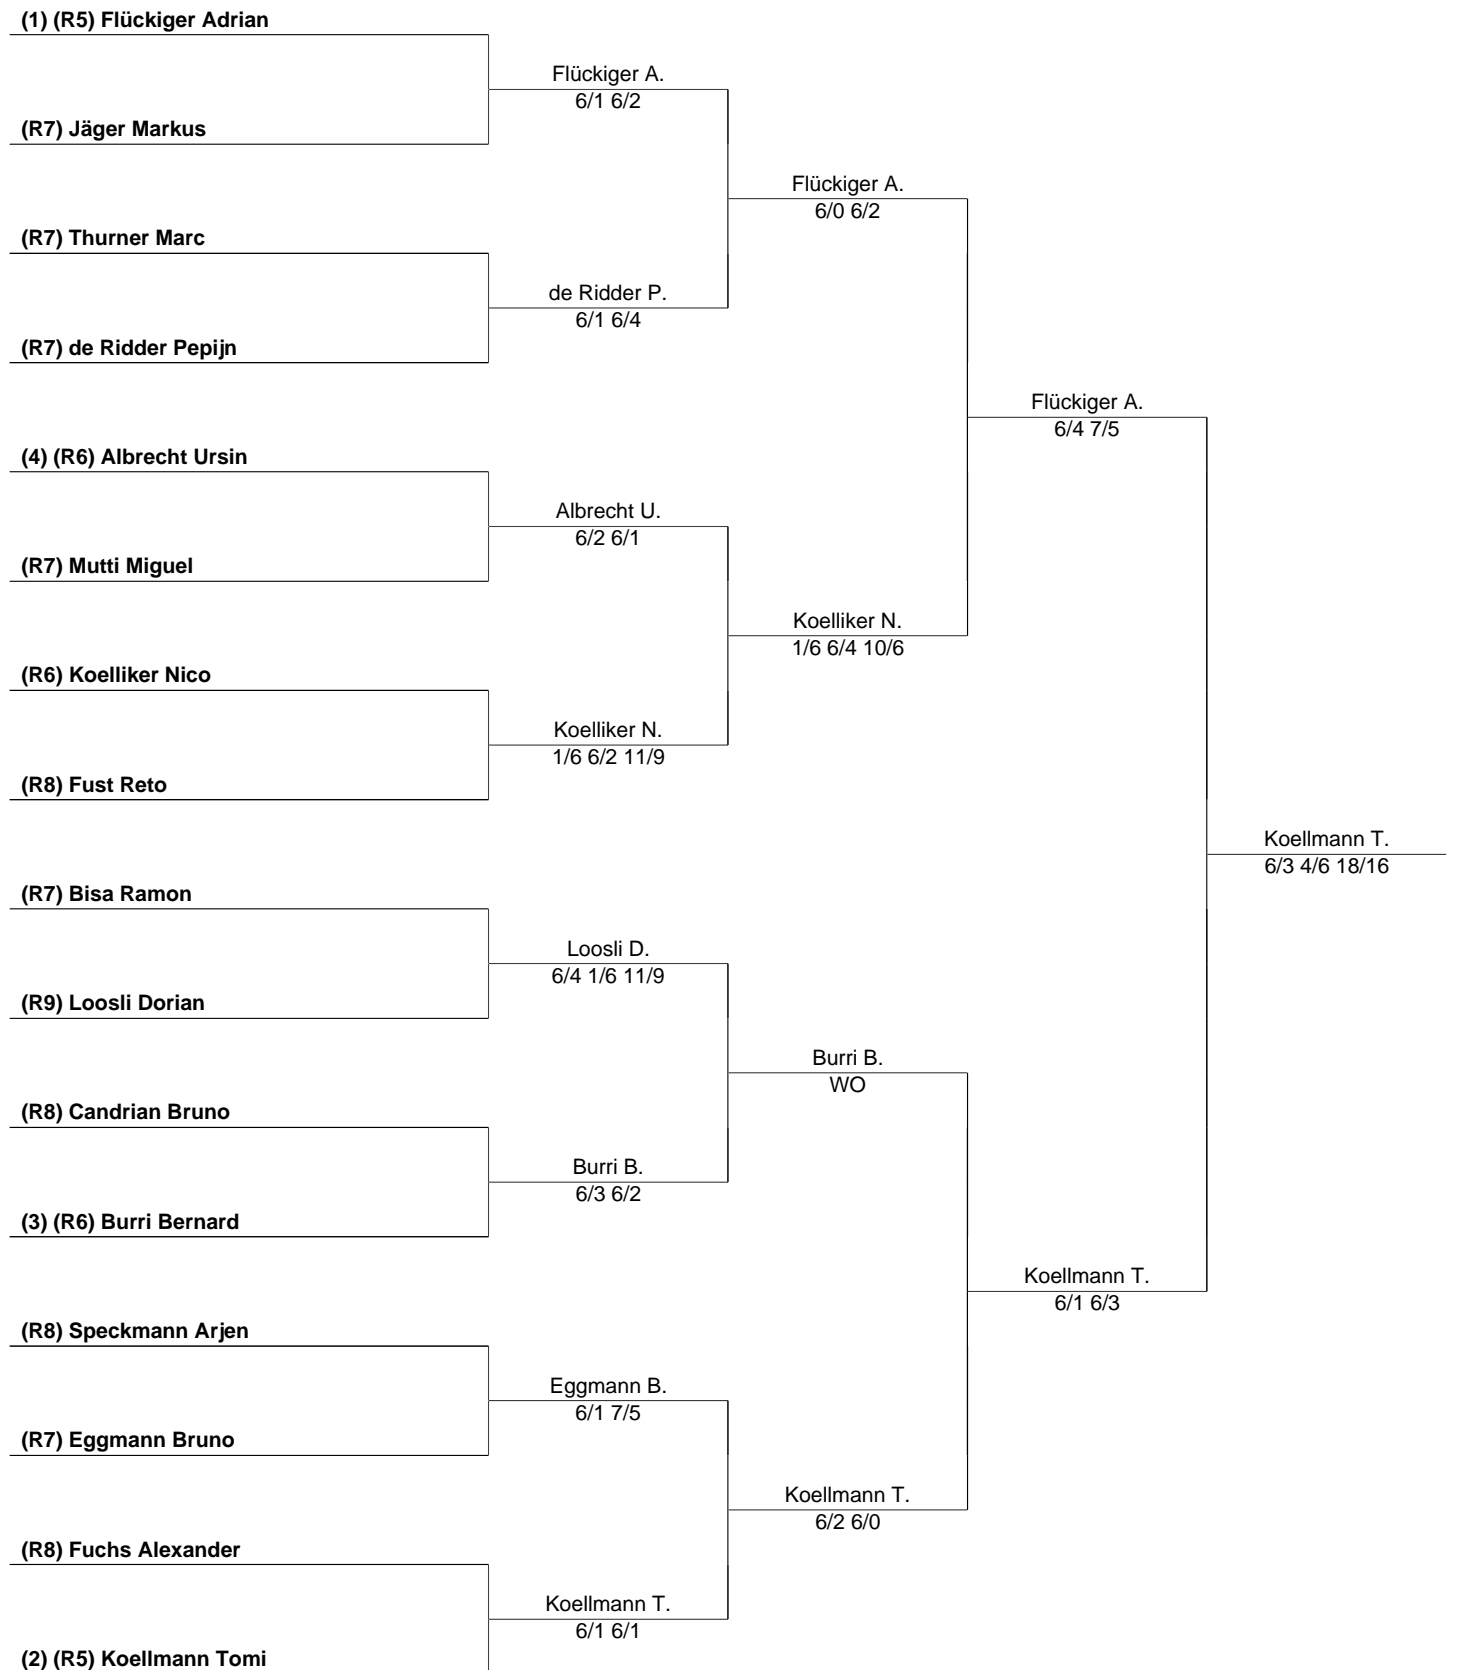 (1) (R5) Flückiger Adrian
Flückiger A.
6/1 6/2
(R7) Jäger Markus
Flückiger A.
6/0 6/2
(R7) Thurner Marc
de Ridder P.
6/1 6/4
(R7) de Ridder Pepijn
Flückiger A.
6/4 7/5
(4) (R6) Albrecht Ursin
Albrecht U.
6/2 6/1
(R7) Mutti Miguel
Koelliker N.
1/6 6/4 10/6
(R6) Koelliker Nico
Koelliker N.
1/6 6/2 11/9
(R8) Fust Reto
Koellmann T.
6/3 4/6 18/16
(R7) Bisa Ramon
Loosli D.
6/4 1/6 11/9
(R9) Loosli Dorian
Burri B.
WO
(R8) Candrian Bruno
Burri B.
6/3 6/2
(3) (R6) Burri Bernard
Koellmann T.
6/1 6/3
(R8) Speckmann Arjen
Eggmann B.
6/1 7/5
(R7) Eggmann Bruno
Koellmann T.
6/2 6/0
(R8) Fuchs Alexander
Koellmann T.
6/1 6/1
(2) (R5) Koellmann Tomi